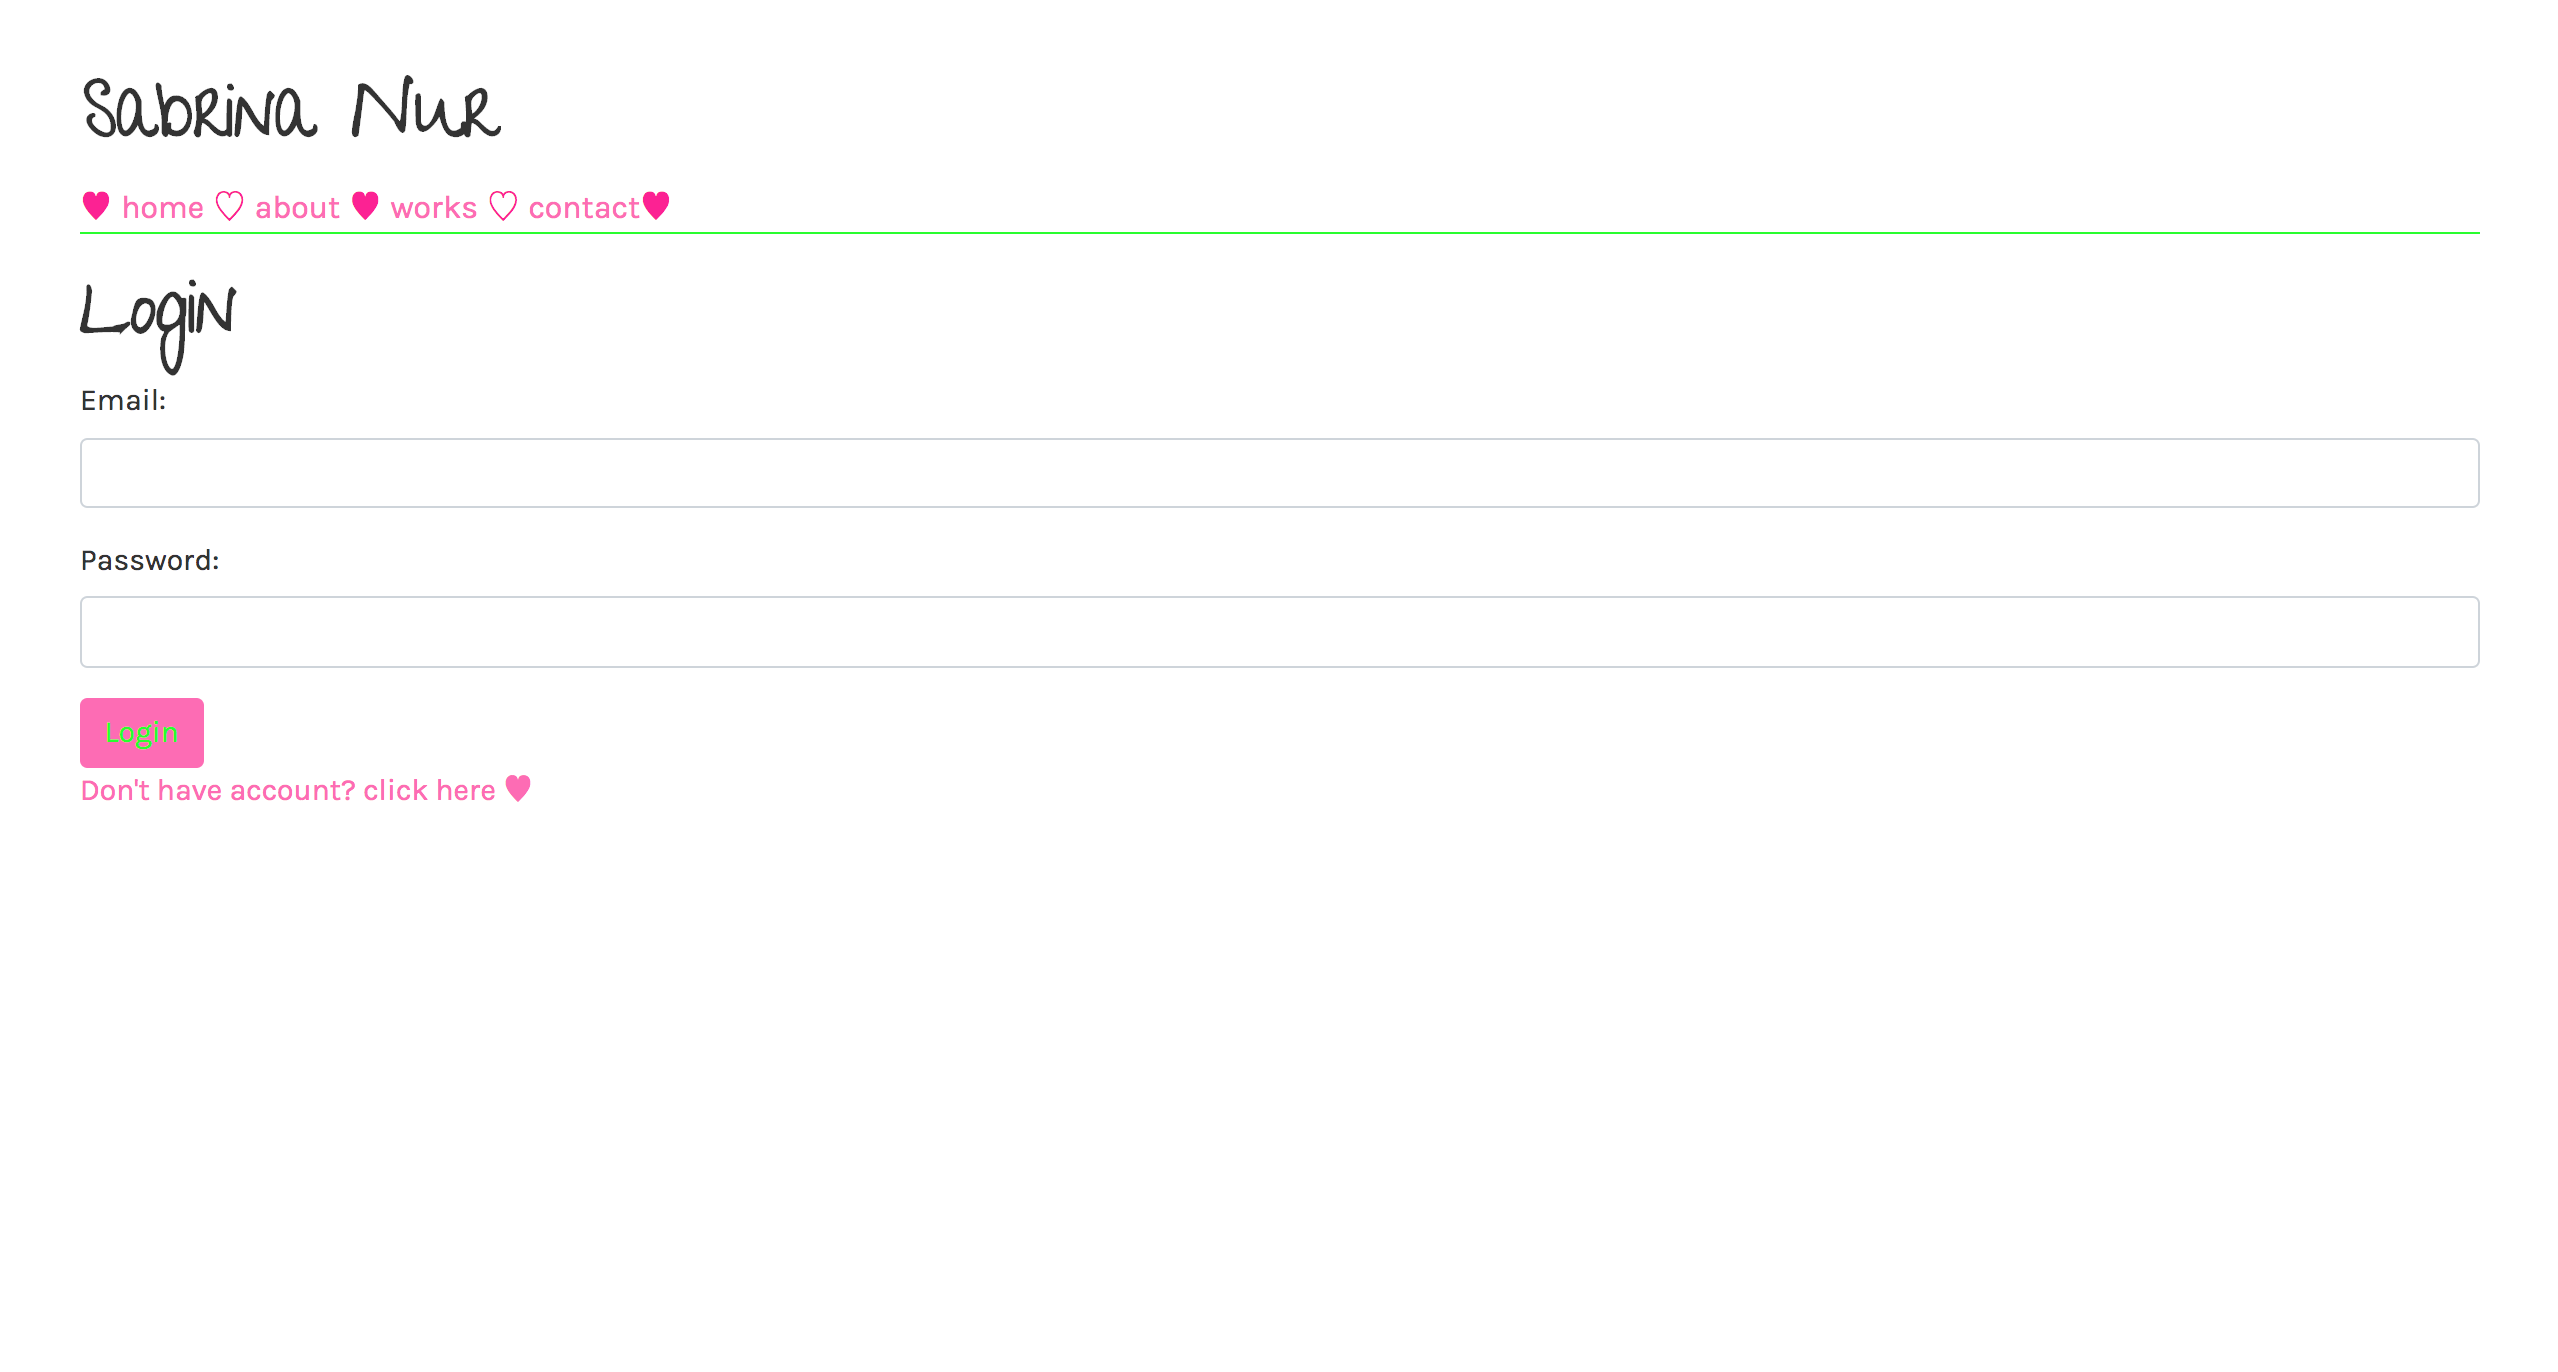 Sabrina Nur
♥ home ♡ about ♥ works ♡ contact♥
Login
Email:
Password:
Login
Don't have account? click here ♥